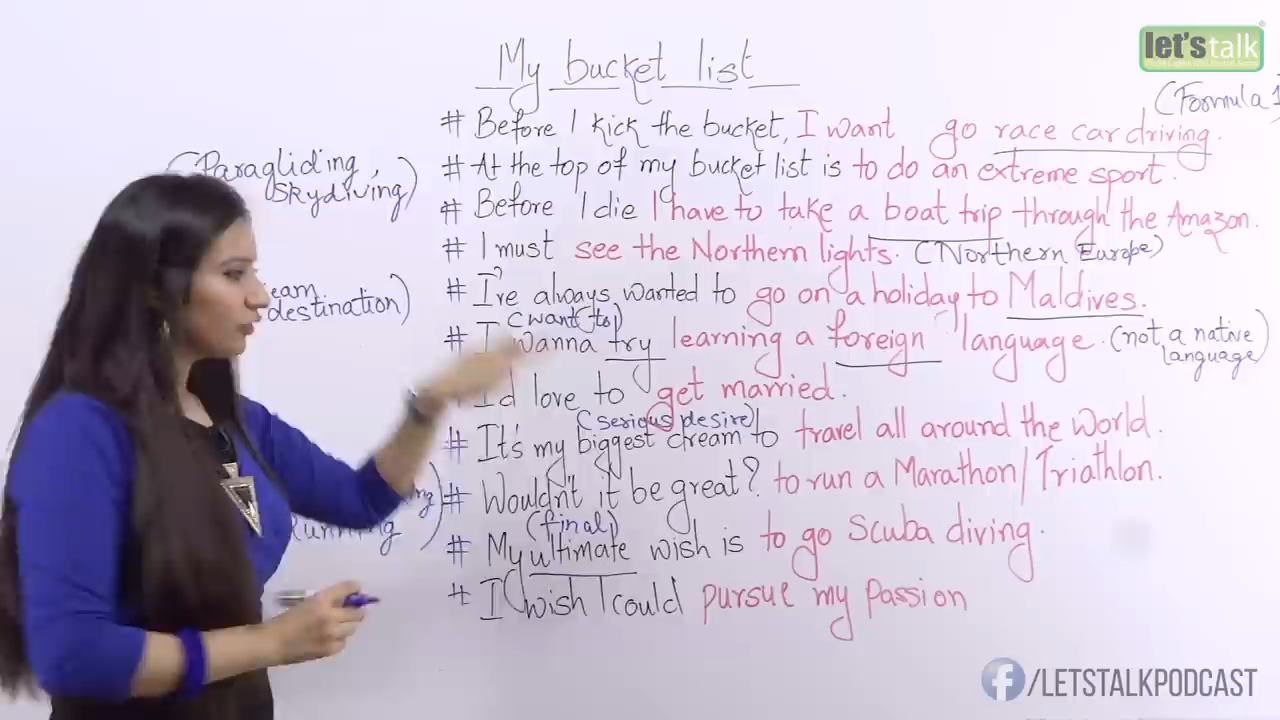 let's talk
My bucket list
(Formula 1
# Before I kick the bucket, I want go race car driving.
(Paragliding,
Skydiving)
# At the top of my bucket list is to do an extreme sport.
# Before I die I have to take a boat trip through the Amazon.
# I must see the Northern lights. (Northern Europe)
destination)
# I've always wanted to go on a holiday to Maldives.
(want to)
# I wanna try learning a foreign language. (not a native
language)
I'd love to get married.
(serious desire)
# It's my biggest dream to travel all around the World.
# Wouldn't it be great? to run a Marathon/Triathlon.
Running)
(final)
# My ultimate wish is to go Scuba diving.
# I wish I could pursue my Passion
/LETSTALKPODCAST